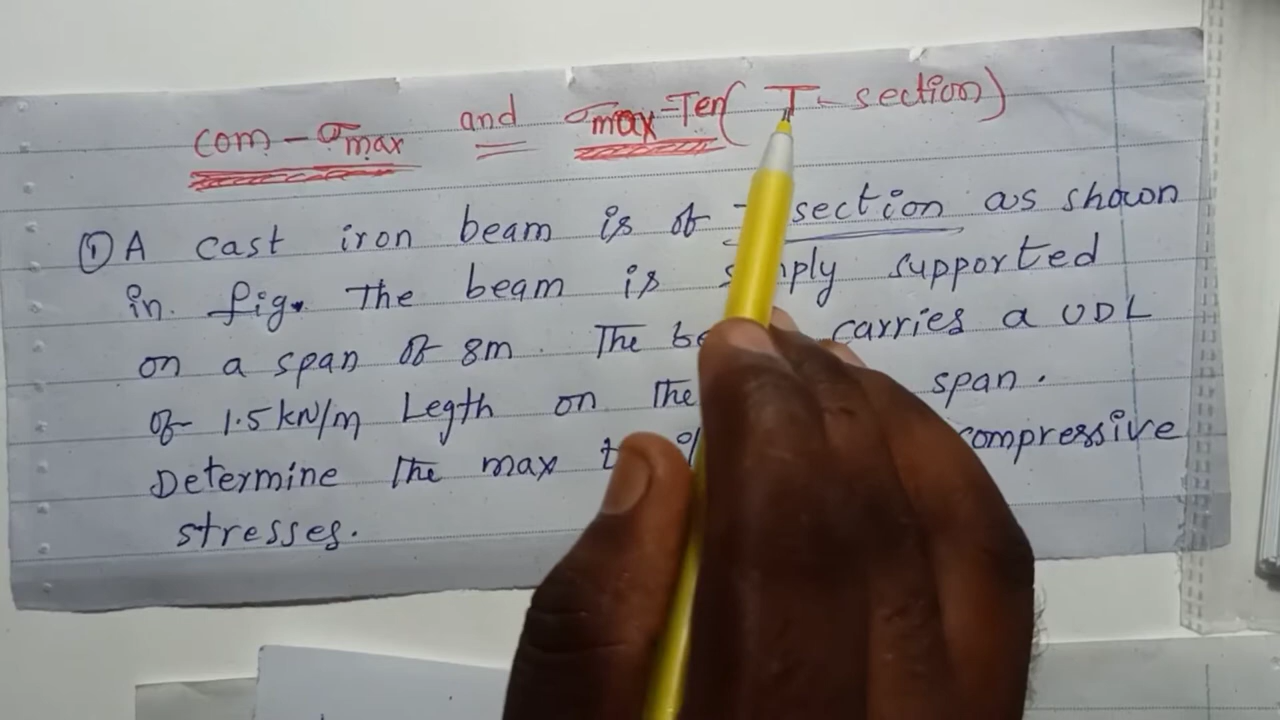 com - σmax and σmax-Ten( T - section)
① A cast iron beam is of section as shown
in. fig. The beam is supported
on a span of 8m. The carries a UDL
of 1.5 kN/m Legth on the span.
Determine the max compressive
stresses.